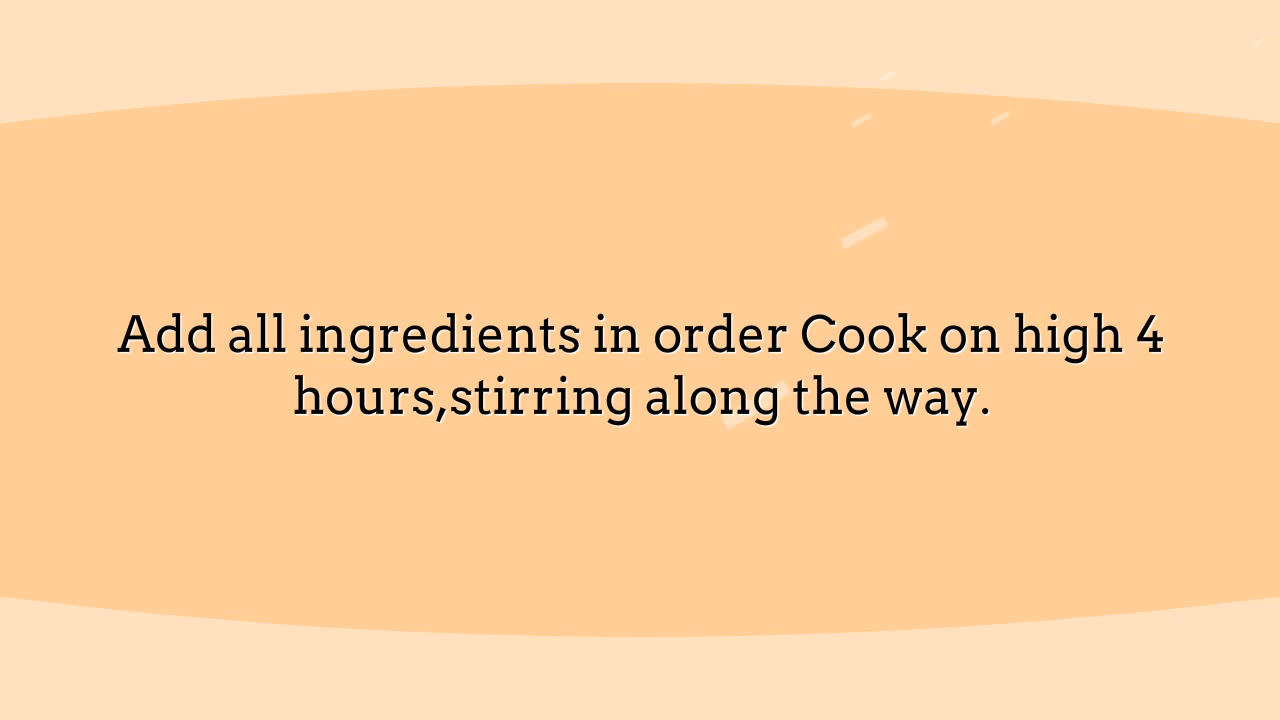 Add all ingredients in order Cook on high 4
hours,stirring along the way.